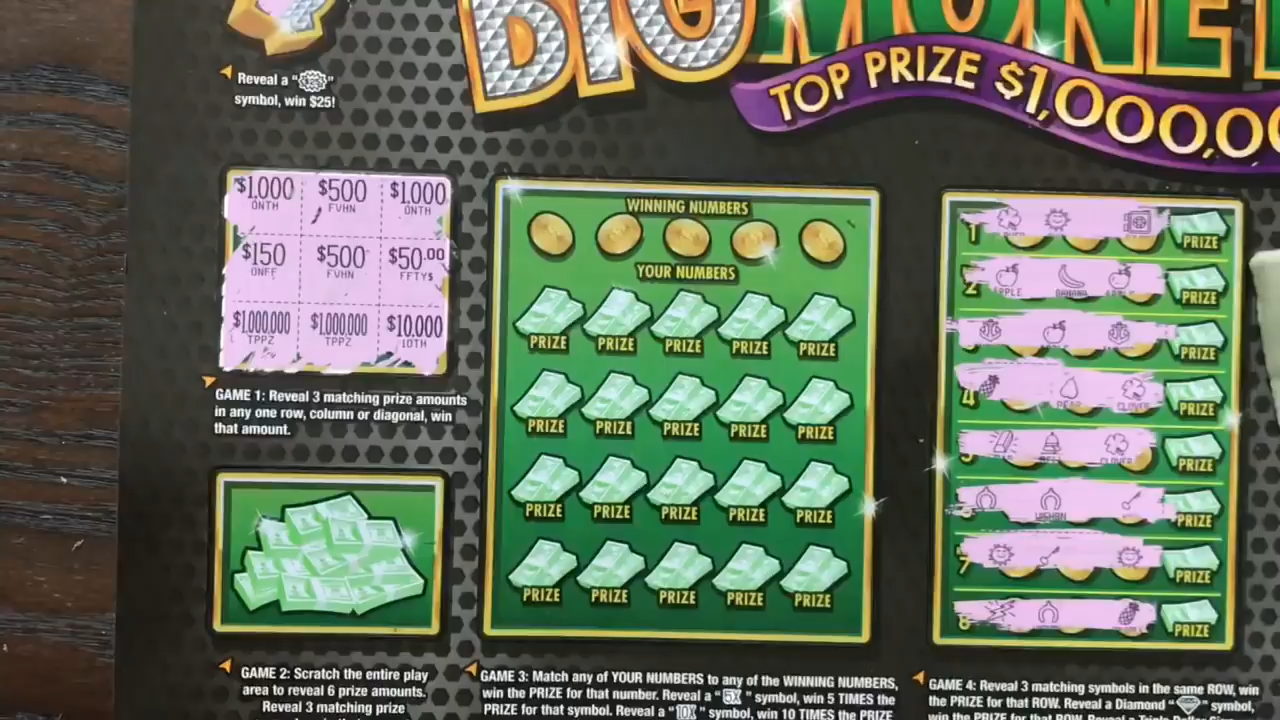 BIG MONEY
TOP PRIZE $1,000,00
Reveal a "$25"
symbol, win $25!
$1,000 $500 $1,000
ONTH FVHN ONTH
$150 $500 $50.00
ONFF FVHN FFTY$
$1,000,000 $1,000,000 $10,000
TPPZ TPPZ 10TH
GAME 1: Reveal 3 matching prize amounts
in any one row, column or diagonal, win
that amount.
GAME 2: Scratch the entire play
area to reveal 6 prize amounts.
Reveal 3 matching prize
WINNING NUMBERS
YOUR NUMBERS
PRIZE PRIZE PRIZE PRIZE PRIZE
PRIZE PRIZE PRIZE PRIZE PRIZE
PRIZE PRIZE PRIZE PRIZE PRIZE
PRIZE PRIZE PRIZE PRIZE PRIZE
GAME 3: Match any of YOUR NUMBERS to any of the WINNING NUMBERS,
win the PRIZE for that number. Reveal a "5X" symbol, win 5 TIMES the
PRIZE for that symbol. Reveal a "10X" symbol, win 10 TIMES the PRIZE
1 PRIZE
2 APPLE BANANA APPLE PRIZE
PRIZE
4 PEAR CLOVER PRIZE
5 BELL CLOVER PRIZE
PRIZE
7 PRIZE
8 PRIZE
GAME 4: Reveal 3 matching symbols in the same ROW, win
the PRIZE for that ROW. Reveal a Diamond " " symbol,